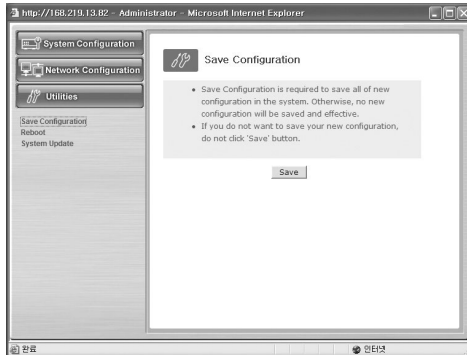 http://168.219.13.82 - Administrator - Microsoft Internet Explorer
System Configuration
Network Configuration
Utilities
Save Configuration
Reboot
System Update
Save Configuration
• Save Configuration is required to save all of new
configuration in the system. Otherwise, no new
configuration will be saved and effective.
• If you do not want to save your new configuration,
do not click 'Save' button.
Save
완료
인터넷